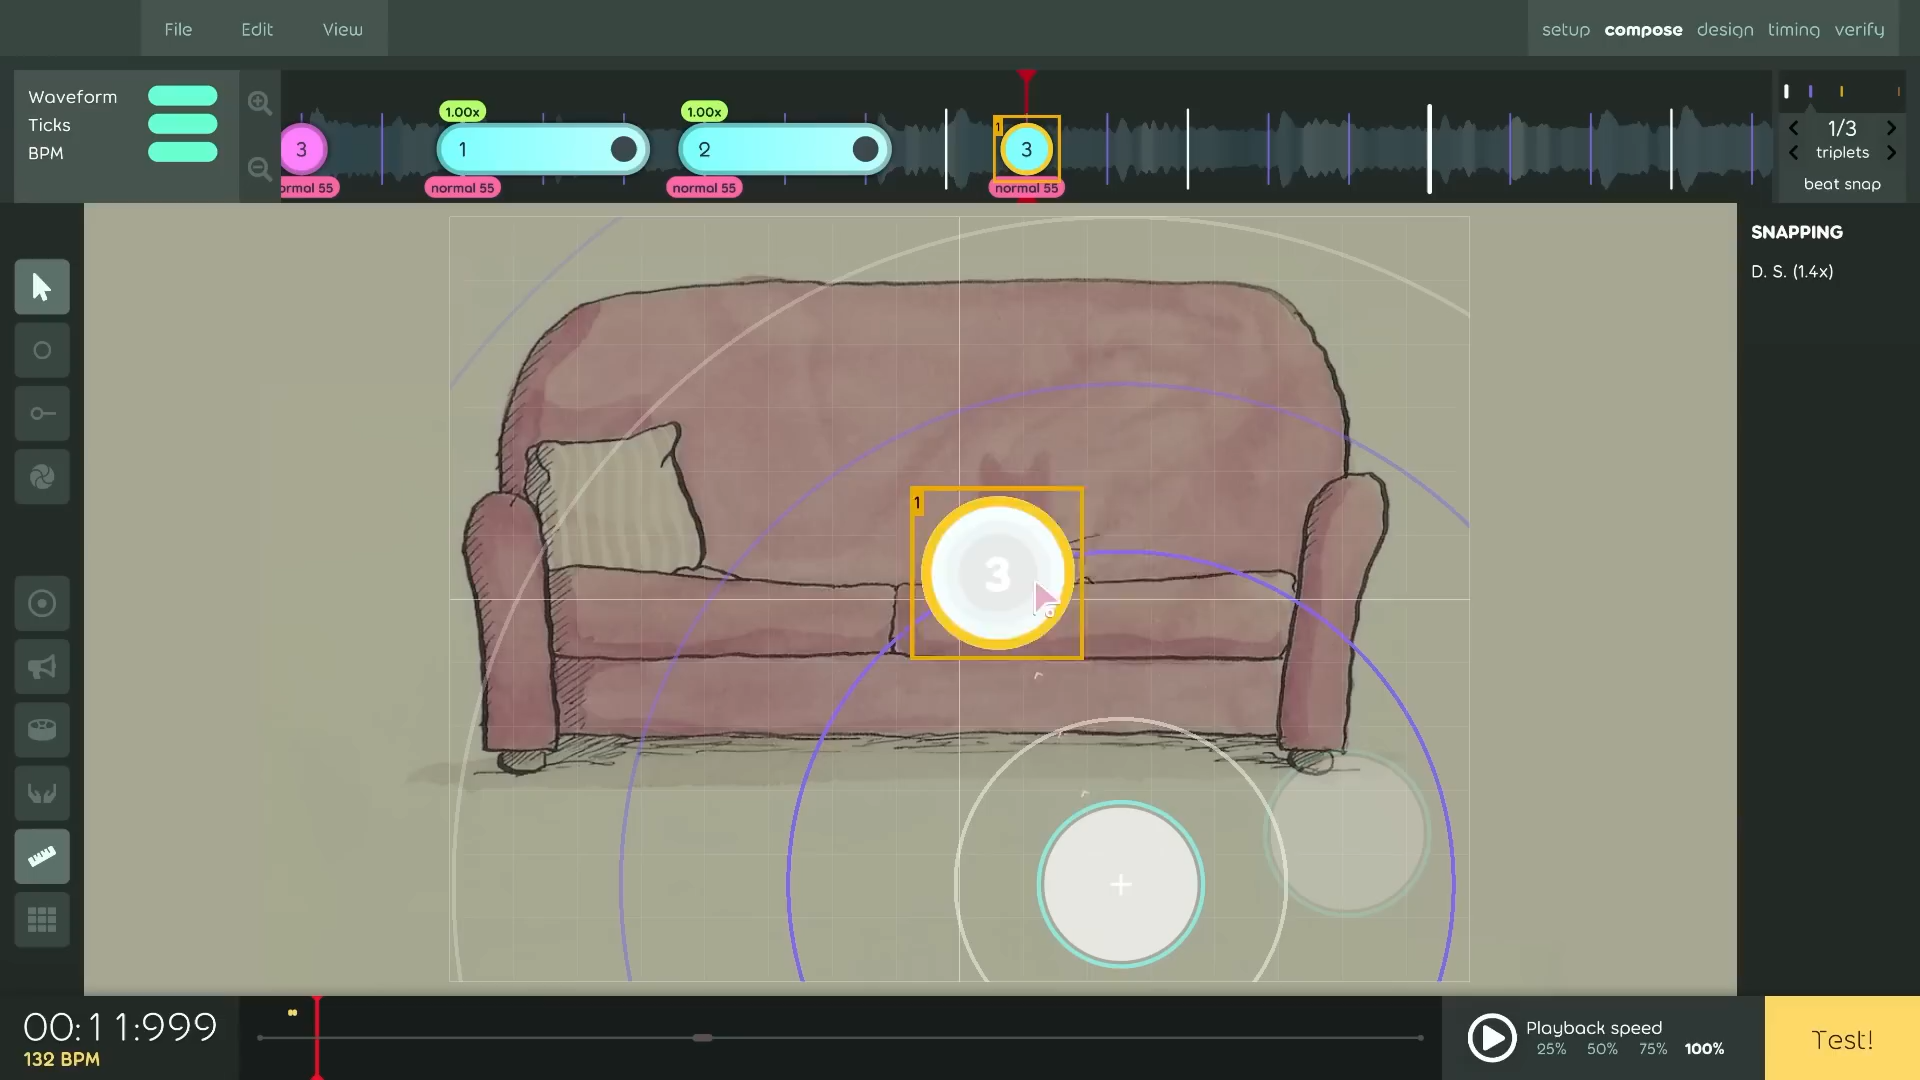 File Edit View
setup compose design timing verify
Waveform
Ticks
BPM
3
1.00x
1
1.00x
2
1
3
ormal 55
normal 55
normal 55
normal 55
1/3
triplets
beat snap
SNAPPING
D. S. (1.4x)
1
3
00:11:999
132 BPM
Playback speed
25% 50% 75% 100%
Test!